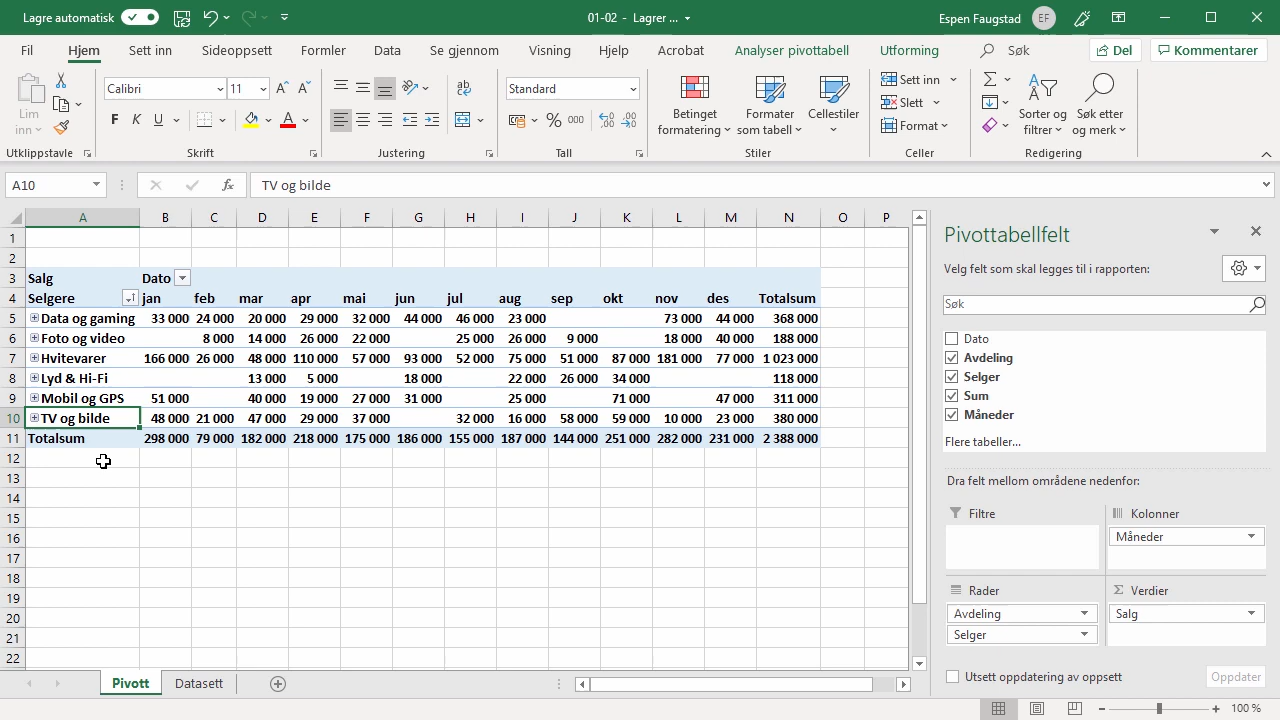 Lagre automatisk
01-02 - Lagrer ...
Espen Faugstad
EF
Fil Hjem Sett inn Sideoppsett Formler Data Se gjennom Visning Hjelp Acrobat Analyser pivottabell Utforming Søk Del Kommentarer
Lim inn
Calibri 11
F K U A
ab
Standard
% 000
Betinget formatering
Formater som tabell
Cellestiler
Sett inn
Slett
Format
Sorter og filtrer
Søk etter og merk
Utklippstavle Skrift Justering Tall Stiler Celler Redigering
A10 fx TV og bilde
A B C D E F G H I J K L M N O P
1
2
3 Salg Dato
4 Selgere jan feb mar apr mai jun jul aug sep okt nov des Totalsum
5 Data og gaming 33 000 24 000 20 000 29 000 32 000 44 000 46 000 23 000 73 000 44 000 368 000
6 Foto og video 8 000 14 000 26 000 22 000 25 000 26 000 9 000 18 000 40 000 188 000
7 Hvitevarer 166 000 26 000 48 000 110 000 57 000 93 000 52 000 75 000 51 000 87 000 181 000 77 000 1 023 000
8 Lyd & Hi-Fi 13 000 5 000 18 000 22 000 26 000 34 000 118 000
9 Mobil og GPS 51 000 40 000 19 000 27 000 31 000 25 000 71 000 47 000 311 000
10 TV og bilde 48 000 21 000 47 000 29 000 37 000 32 000 16 000 58 000 59 000 10 000 23 000 380 000
11 Totalsum 298 000 79 000 182 000 218 000 175 000 186 000 155 000 187 000 144 000 251 000 282 000 231 000 2 388 000
12
13
14
15
16
17
18
19
20
21
22
Pivottabellfelt
Velg felt som skal legges til i rapporten:
Søk
Dato
Avdeling
Selger
Sum
Måneder
Flere tabeller...
Dra felt mellom områdene nedenfor:
Filtre
Kolonner
Måneder
Rader
Verdier
Avdeling
Salg
Selger
Utsett oppdatering av oppsett
Oppdater
Pivott Datasett
100 %